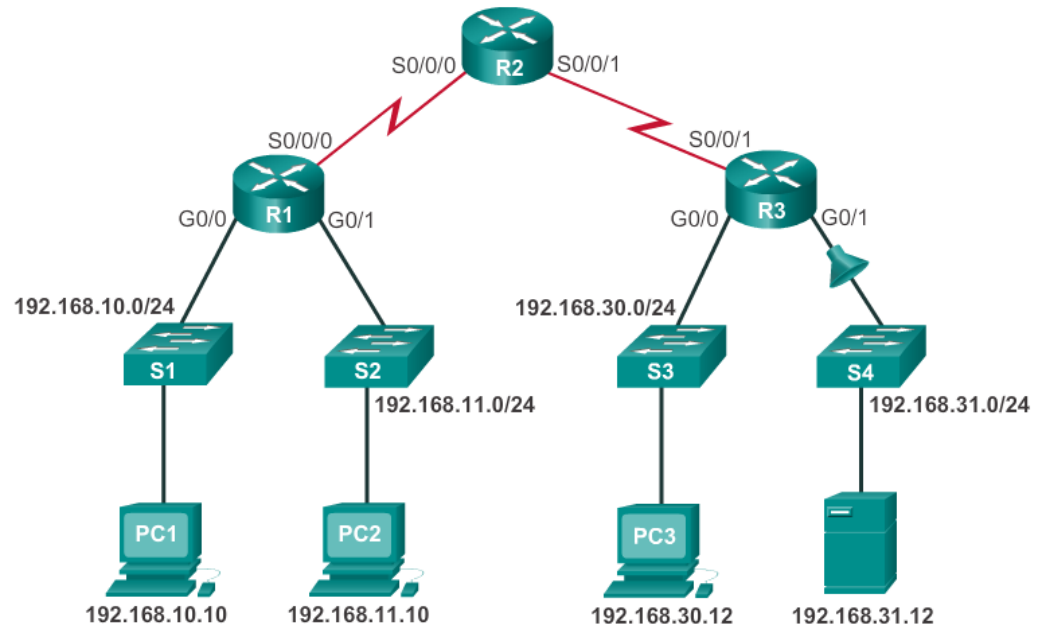 R2
S0/0/0
S0/0/1
S0/0/0
S0/0/1
R1
R3
G0/0
G0/1
G0/0
G0/1
192.168.10.0/24
192.168.30.0/24
S1
S2
S3
S4
192.168.11.0/24
192.168.31.0/24
PC1
PC2
PC3
192.168.10.10
192.168.11.10
192.168.30.12
192.168.31.12